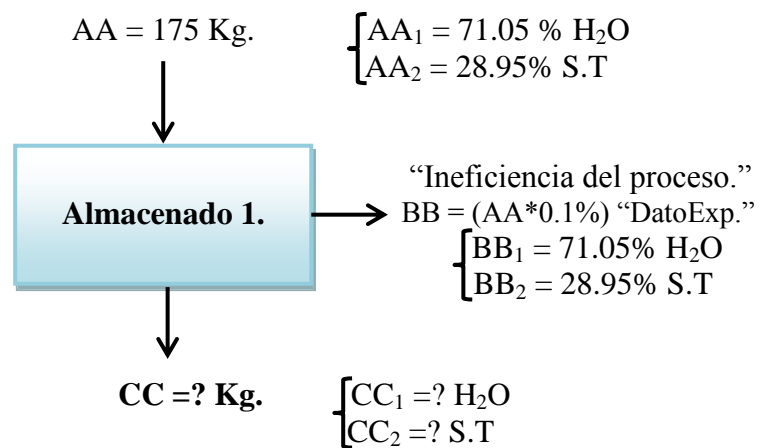 AA = 175 Kg.
AA₁ = 71.05 % H₂O
AA₂ = 28.95% S.T
Almacenado 1.
“Ineficiencia del proceso.”
BB = (AA*0.1%) “DatoExp.”
BB₁ = 71.05% H₂O
BB₂ = 28.95% S.T
CC =? Kg.
CC₁ =? H₂O
CC₂ =? S.T